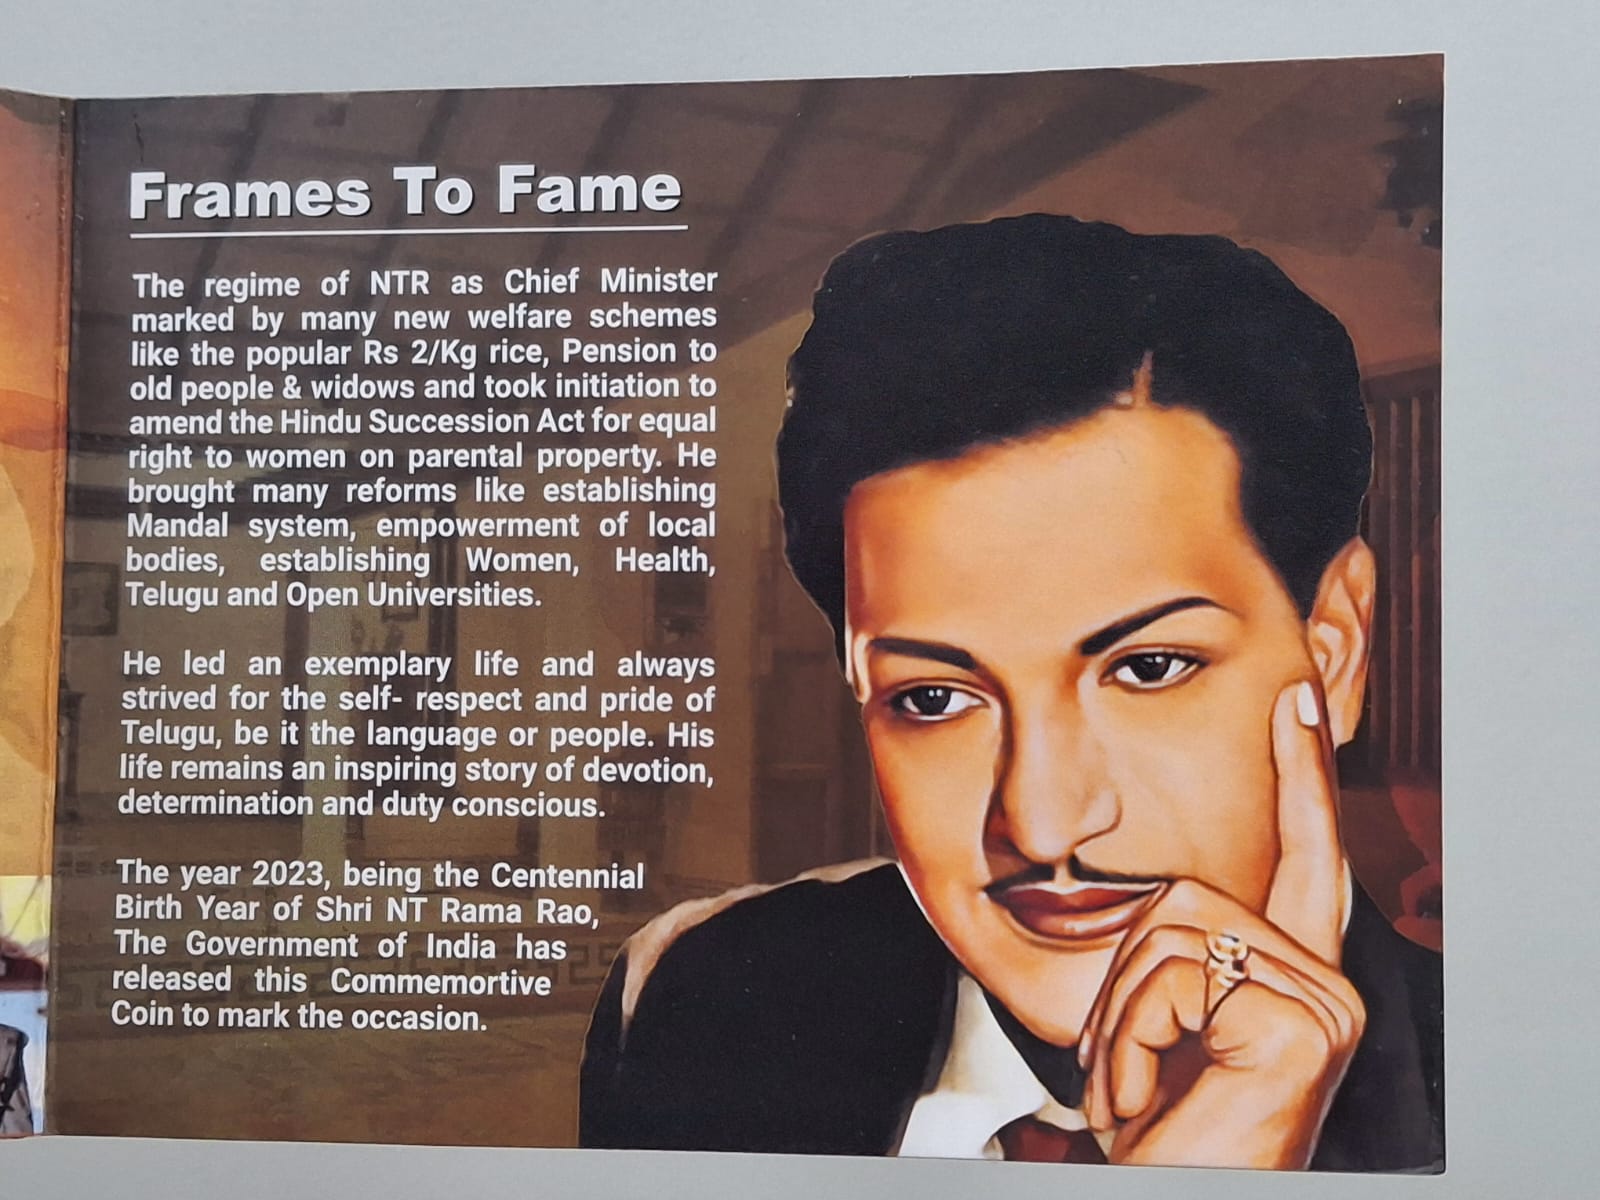 Frames To Fame
The regime of NTR as Chief Minister
marked by many new welfare schemes
like the popular Rs 2/Kg rice, Pension to
old people & widows and took initiation to
amend the Hindu Succession Act for equal
right to women on parental property. He
brought many reforms like establishing
Mandal system, empowerment of local
bodies, establishing Women, Health,
Telugu and Open Universities.
He led an exemplary life and always
strived for the self- respect and pride of
Telugu, be it the language or people. His
life remains an inspiring story of devotion,
determination and duty conscious.
The year 2023, being the Centennial
Birth Year of Shri NT Rama Rao,
The Government of India has
released this Commemortive
Coin to mark the occasion.